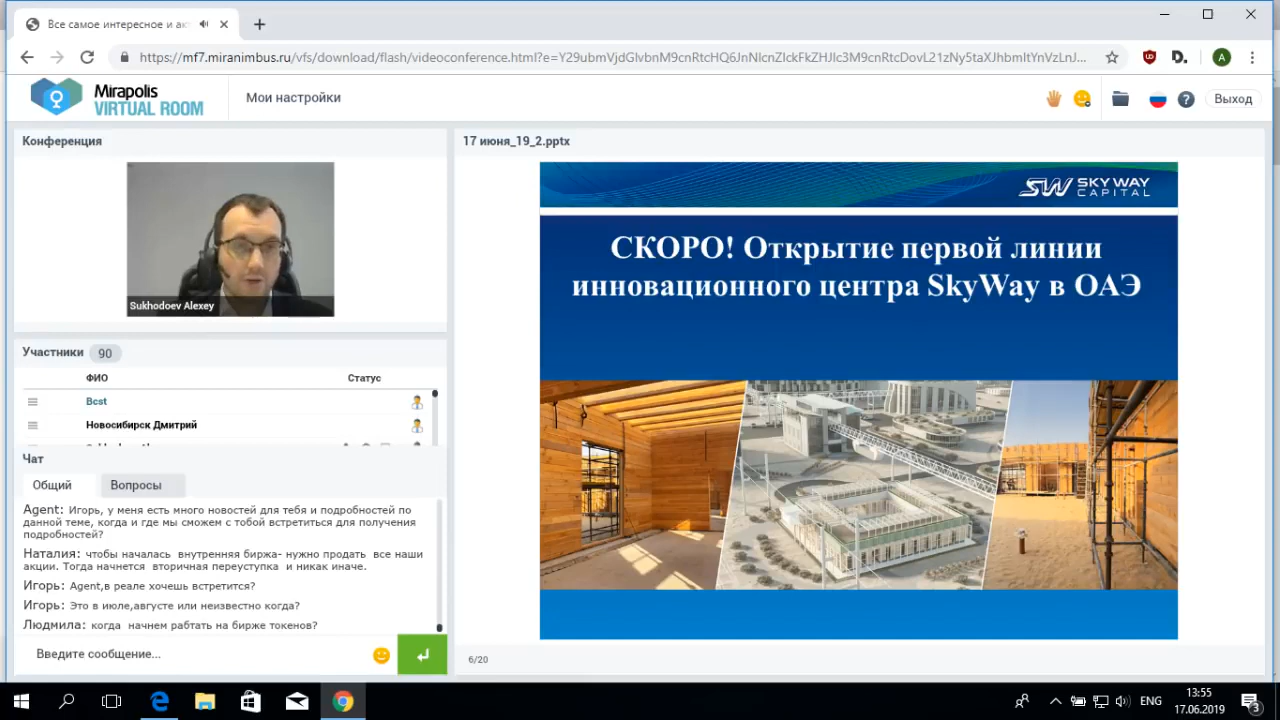 Все самое интересное и ак
https://mf7.miranimbus.ru/vfs/download/flash/videoconference.html?e=
Mirapolis
VIRTUAL ROOM
Мои настройки
Выход
Конференция
Sukhodoev Alexey
Участники 90
ФИО Статус
Bcst
Новосибирск Дмитрий
Чат
Общий Вопросы
Agent: Игорь, у меня есть много новостей для тебя и подробностей по
данной теме, когда и где мы сможем с тобой встретиться для получения
подробностей?
Наталия: чтобы началась внутренняя биржа- нужно продать все наши
акции. Тогда начнется вторичная переуступка и никак иначе.
Игорь: Agent,в реале хочешь встретится?
Игорь: Это в июле,августе или неизвестно когда?
Людмила: когда начнем рабтать на бирже токенов?
Введите сообщение...
17 июня_19_2.pptx
SW SKY WAY
CAPITAL
СКОРО! Открытие первой линии
инновационного центра SkyWay в ОАЭ
6/20
ENG
13:55
17.06.2019
3